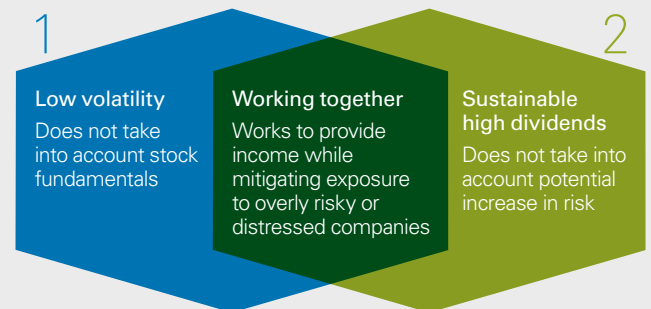 1
Low volatility
Does not take
into account stock
fundamentals
Working together
Works to provide
income while
mitigating exposure
to overly risky or
distressed companies
2
Sustainable
high dividends
Does not take into
account potential
increase in risk